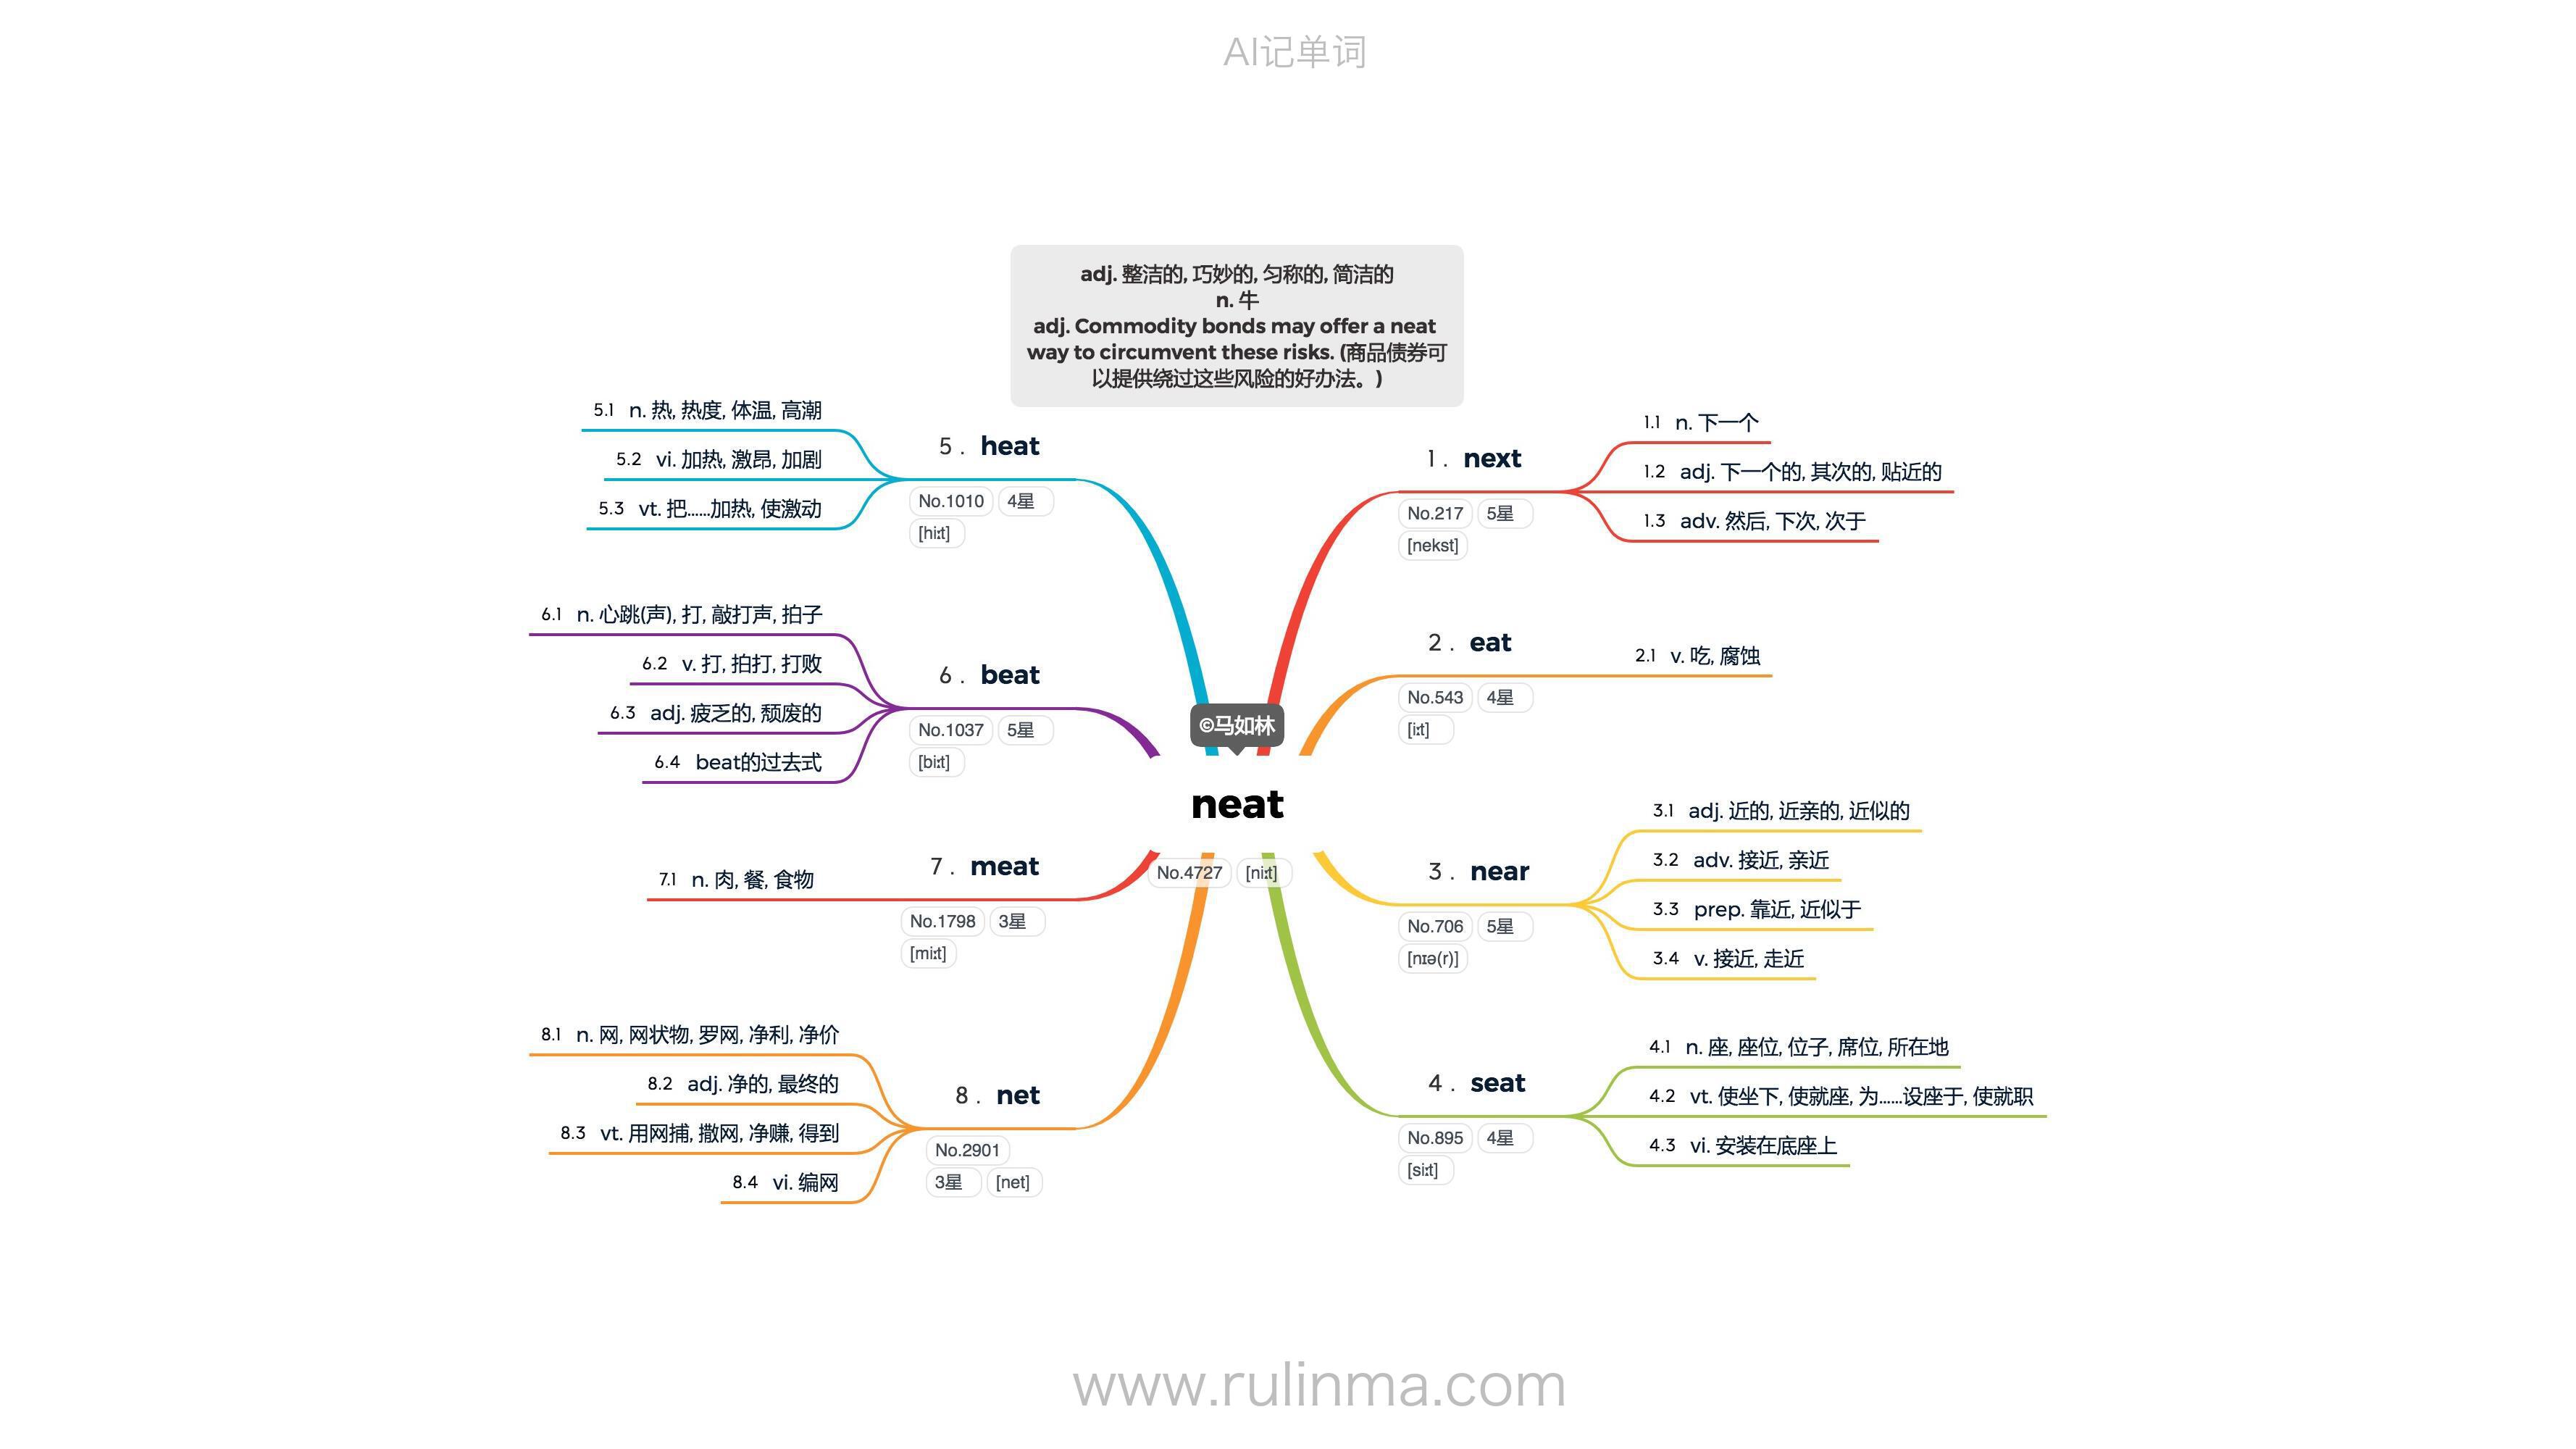 AI记单词
adj. 整洁的, 巧妙的, 匀称的, 简洁的
n. 牛
adj. Commodity bonds may offer a neat
way to circumvent these risks. (商品债券可
以提供绕过这些风险的好办法。)
©马如林
neat
No.4727 [niːt]
1 . next
No.217 5星
[nekst]
1.1 n. 下一个
1.2 adj. 下一个的, 其次的, 贴近的
1.3 adv. 然后, 下次, 次于
2 . eat
No.543 4星
[iːt]
2.1 v. 吃, 腐蚀
3 . near
No.706 5星
[nɪə(r)]
3.1 adj. 近的, 近亲的, 近似的
3.2 adv. 接近, 亲近
3.3 prep. 靠近, 近似于
3.4 v. 接近, 走近
4 . seat
No.895 4星
[siːt]
4.1 n. 座, 座位, 位子, 席位, 所在地
4.2 vt. 使坐下, 使就座, 为......设座于, 使就职
4.3 vi. 安装在底座上
5 . heat
No.1010 4星
[hiːt]
5.1 n. 热, 热度, 体温, 高潮
5.2 vi. 加热, 激昂, 加剧
5.3 vt. 把......加热, 使激动
6 . beat
No.1037 5星
[biːt]
6.1 n. 心跳(声), 打, 敲打声, 拍子
6.2 v. 打, 拍打, 打败
6.3 adj. 疲乏的, 颓废的
6.4 beat的过去式
7 . meat
No.1798 3星
[miːt]
7.1 n. 肉, 餐, 食物
8 . net
No.2901
3星 [net]
8.1 n. 网, 网状物, 罗网, 净利, 净价
8.2 adj. 净的, 最终的
8.3 vt. 用网捕, 撒网, 净赚, 得到
8.4 vi. 编网
www.rulinma.com